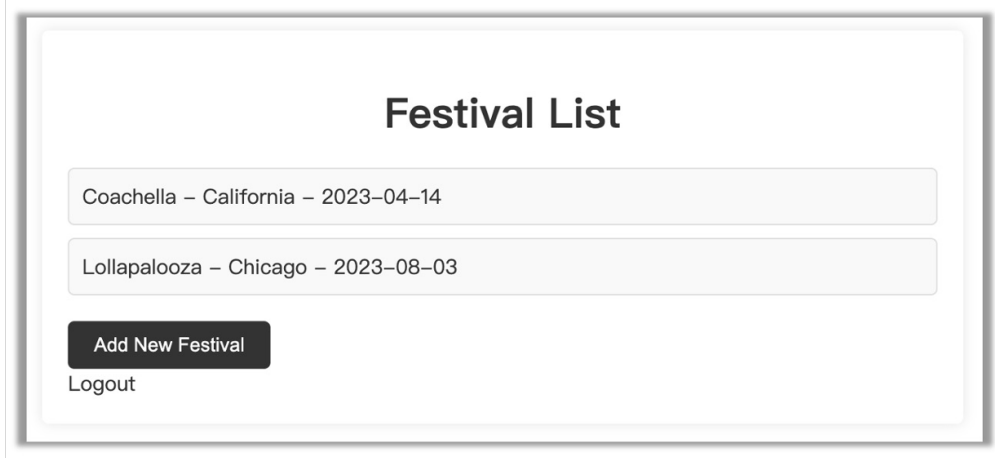 Festival List
Coachella – California – 2023–04–14
Lollapalooza – Chicago – 2023–08–03
Add New Festival
Logout